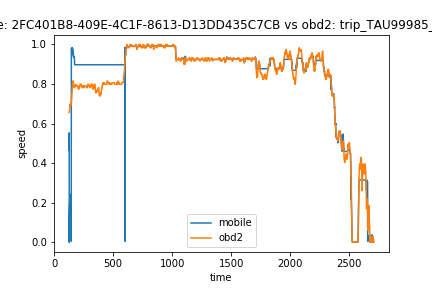 e: 2FC401B8-409E-4C1F-8613-D13DD435C7CB vs obd2: trip_TAU99985_
1.0
0.8
0.6
0.4
0.2
0.0
speed
0 500 1000 1500 2000 2500
time
mobile
obd2